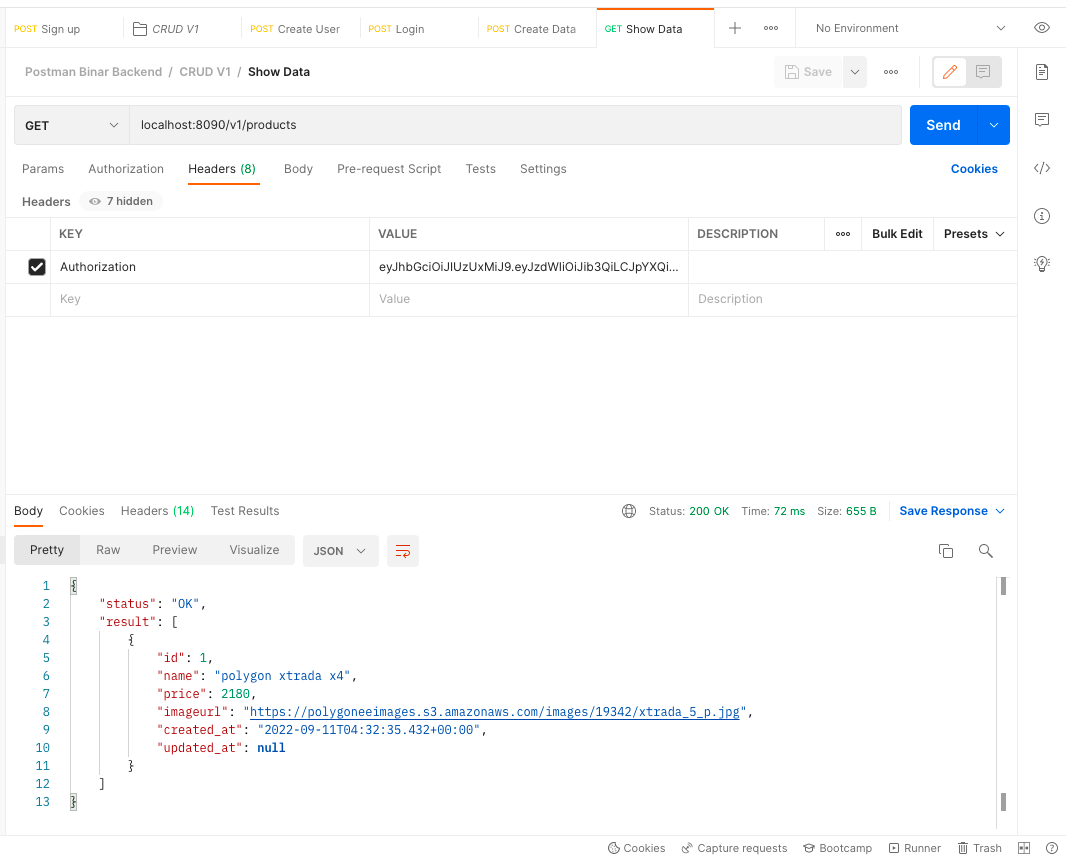 POST Sign up CRUD V1 POST Create User POST Login POST Create Data GET Show Data No Environment
Postman Binar Backend / CRUD V1 / Show Data Save
GET localhost:8090/v1/products Send
Params Authorization Headers (8) Body Pre-request Script Tests Settings Cookies
Headers 7 hidden
KEY VALUE DESCRIPTION Bulk Edit Presets
Authorization eyJhbGciOiJIUzUxMiJ9.eyJzdWIiOiJib3QiLCJpYXQi...
Key Value Description
Body Cookies Headers (14) Test Results Status: 200 OK Time: 72 ms Size: 655 B Save Response
Pretty Raw Preview Visualize JSON
1 {
2 "status": "OK",
3 "result": [
4 {
5 "id": 1,
6 "name": "polygon xtrada x4",
7 "price": 2180,
8 "imageurl": "https://polygoneeimages.s3.amazonaws.com/images/19342/xtrada_5_p.jpg",
9 "created_at": "2022-09-11T04:32:35.432+00:00",
10 "updated_at": null
11 }
12 ]
13 }
Cookies Capture requests Bootcamp Runner Trash